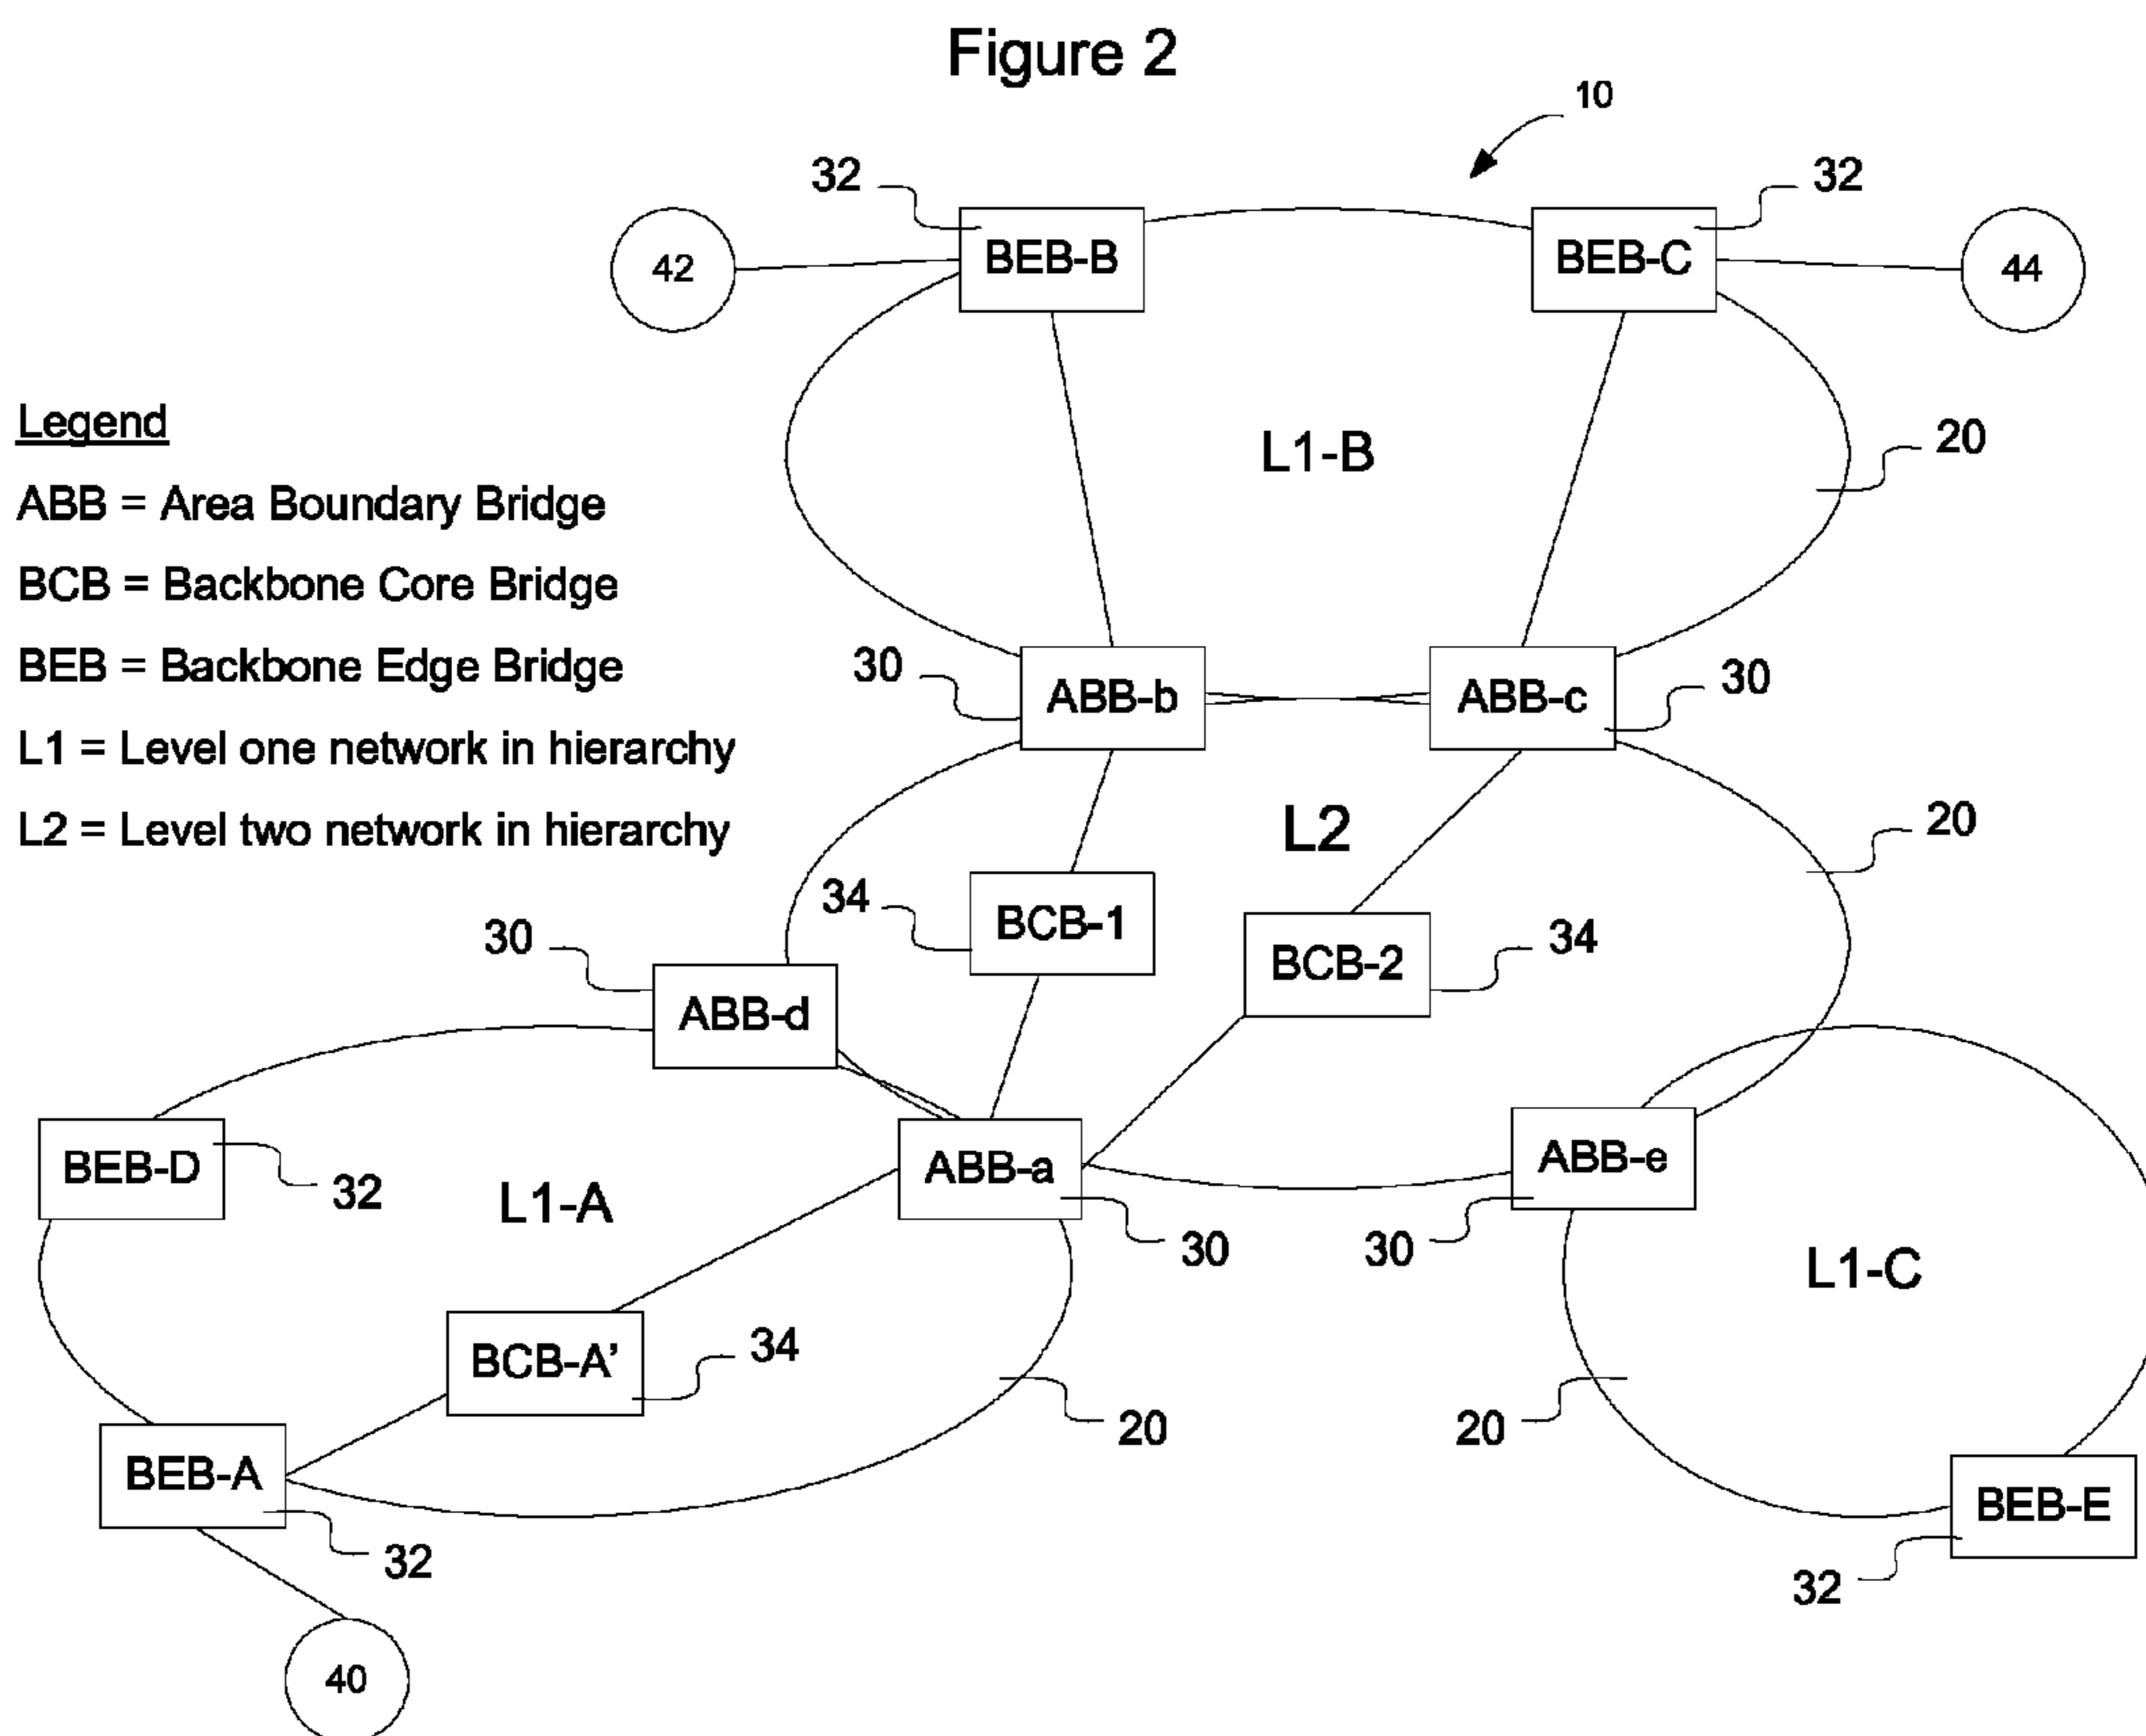 Figure 2
10
32
32
42
BEB-B
BEB-C
44
Legend
ABB = Area Boundary Bridge
BCB = Backbone Core Bridge
BEB = Backbone Edge Bridge
L1 = Level one network in hierarchy
L2 = Level two network in hierarchy
L1-B
20
30
ABB-b
ABB-c
30
L2
20
34
BCB-1
30
BCB-2
34
ABB-d
BEB-D
32
L1-A
ABB-a
ABB-e
30
30
L1-C
BCB-A’
34
20
20
BEB-A
BEB-E
32
32
40